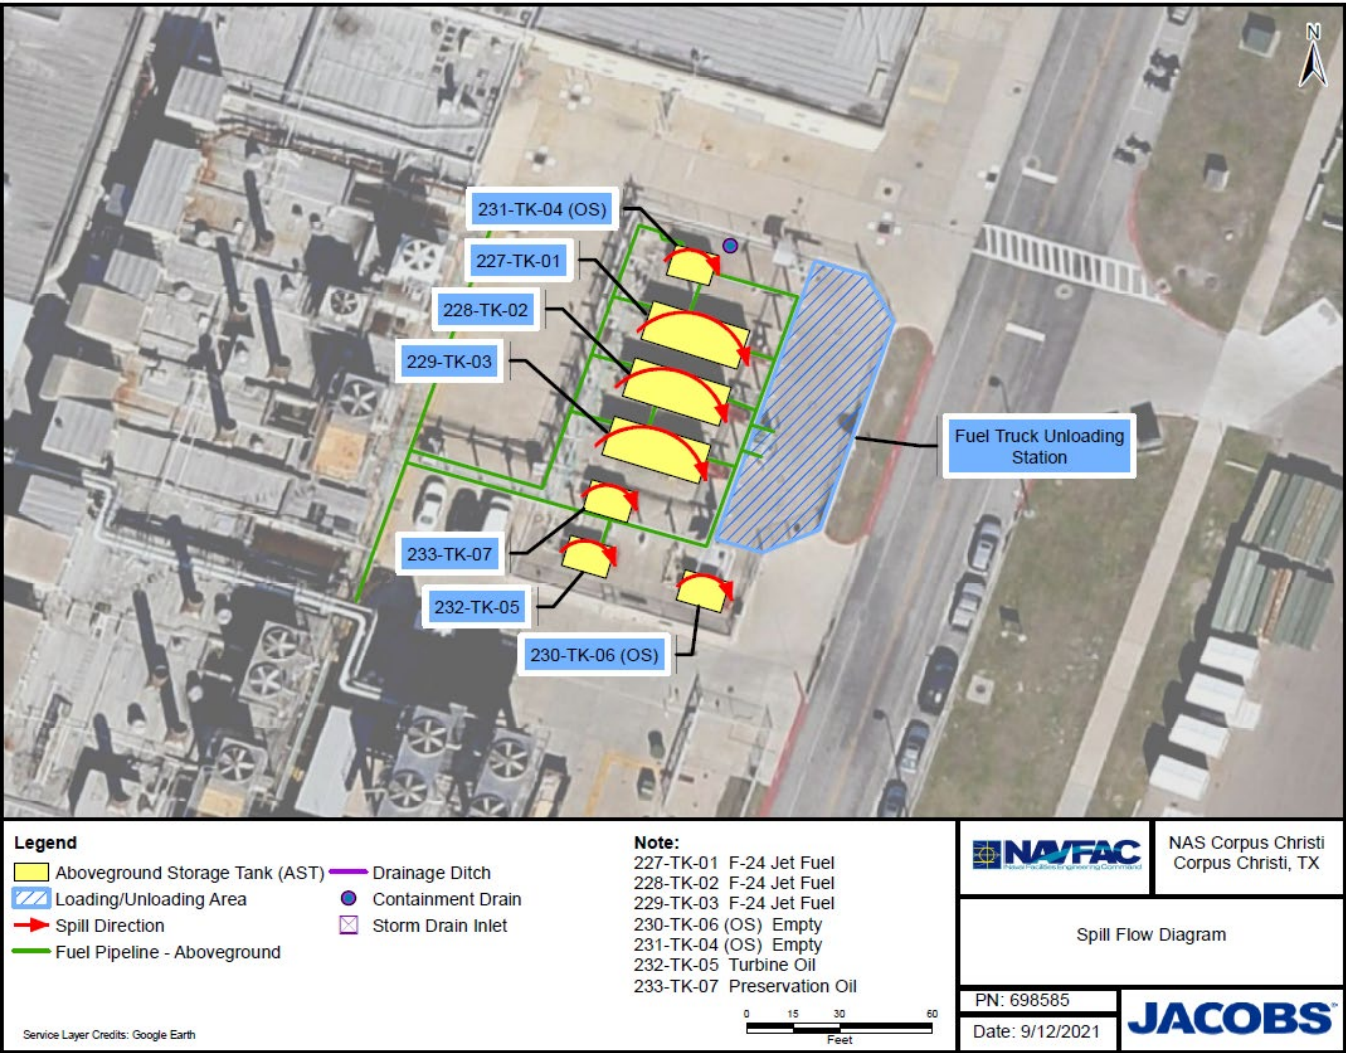 N
231-TK-04 (OS)
227-TK-01
228-TK-02
229-TK-03
Fuel Truck Unloading
Station
233-TK-07
232-TK-05
230-TK-06 (OS)
Legend
Aboveground Storage Tank (AST)
Loading/Unloading Area
Spill Direction
Fuel Pipeline - Aboveground
Drainage Ditch
Containment Drain
Storm Drain Inlet
Service Layer Credits: Google Earth
Note:
227-TK-01 F-24 Jet Fuel
228-TK-02 F-24 Jet Fuel
229-TK-03 F-24 Jet Fuel
230-TK-06 (OS) Empty
231-TK-04 (OS) Empty
232-TK-05 Turbine Oil
233-TK-07 Preservation Oil
0 15 30 60
Feet
NAVFAC
Naval Facilities Engineering Command
NAS Corpus Christi
Corpus Christi, TX
Spill Flow Diagram
PN: 698585
Date: 9/12/2021
JACOBS